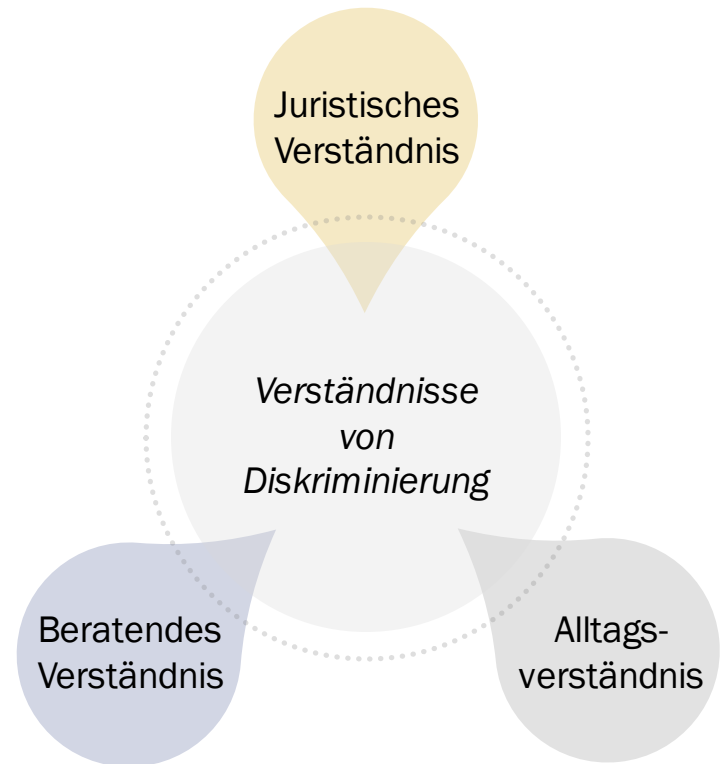 Juristisches
Verständnis
Verständnisse
von
Diskriminierung
Beratendes
Verständnis
Alltags-
verständnis